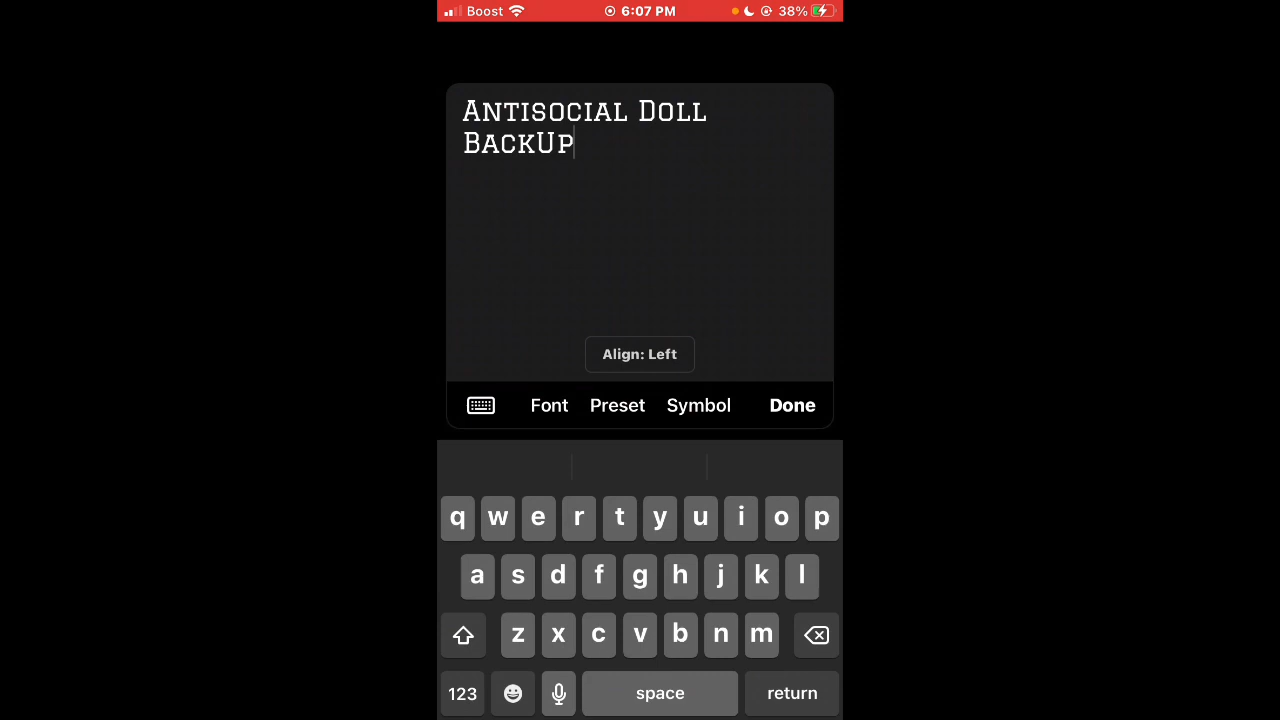 Boost 6:07 PM 38%
Antisocial Doll
BackUp
Align: Left
Font Preset Symbol Done
q w e r t y u i o p
a s d f g h j k l
z x c v b n m
123 space return